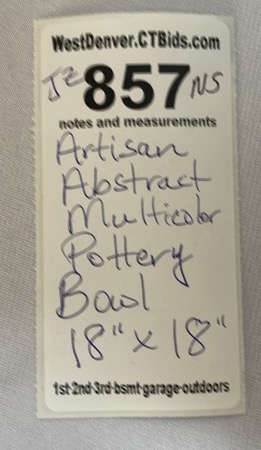 WestDenver.CTBids.com
JZ 857 NS
notes and measurements
Artisan
Abstract
Multicolor
Pottery
Bowl
18" x 18"
1st-2nd-3rd-bsmt-garage-outdoors